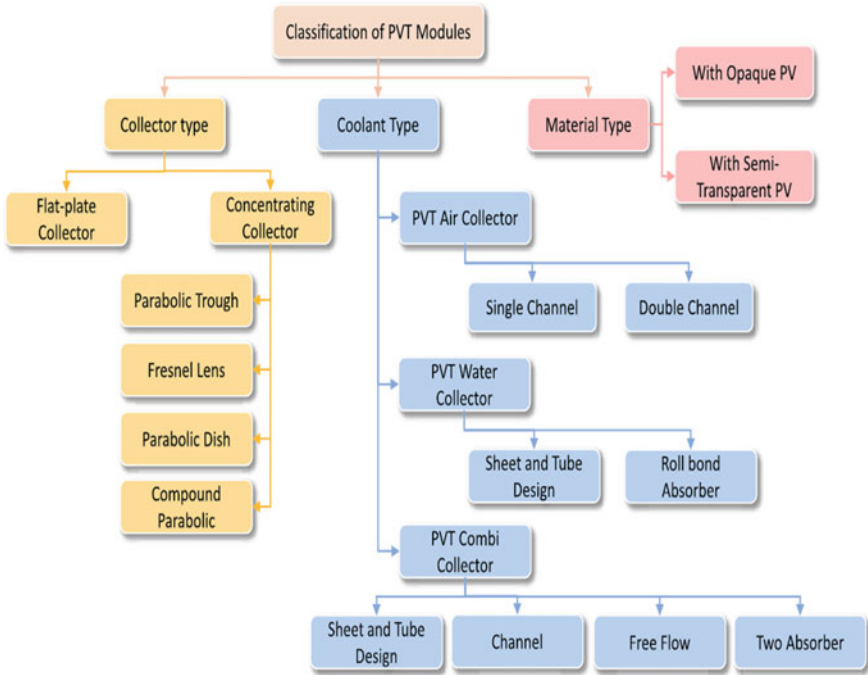 Classification of PVT Modules
With Opaque PV
Collector type
Coolant Type
Material Type
With Semi-
Transparent PV
Flat-plate
Collector
Concentrating
Collector
PVT Air Collector
Parabolic Trough
Single Channel
Double Channel
Fresnel Lens
PVT Water
Collector
Parabolic Dish
Sheet and Tube
Design
Roll bond
Absorber
Compound
Parabolic
PVT Combi
Collector
Sheet and Tube
Design
Channel
Free Flow
Two Absorber